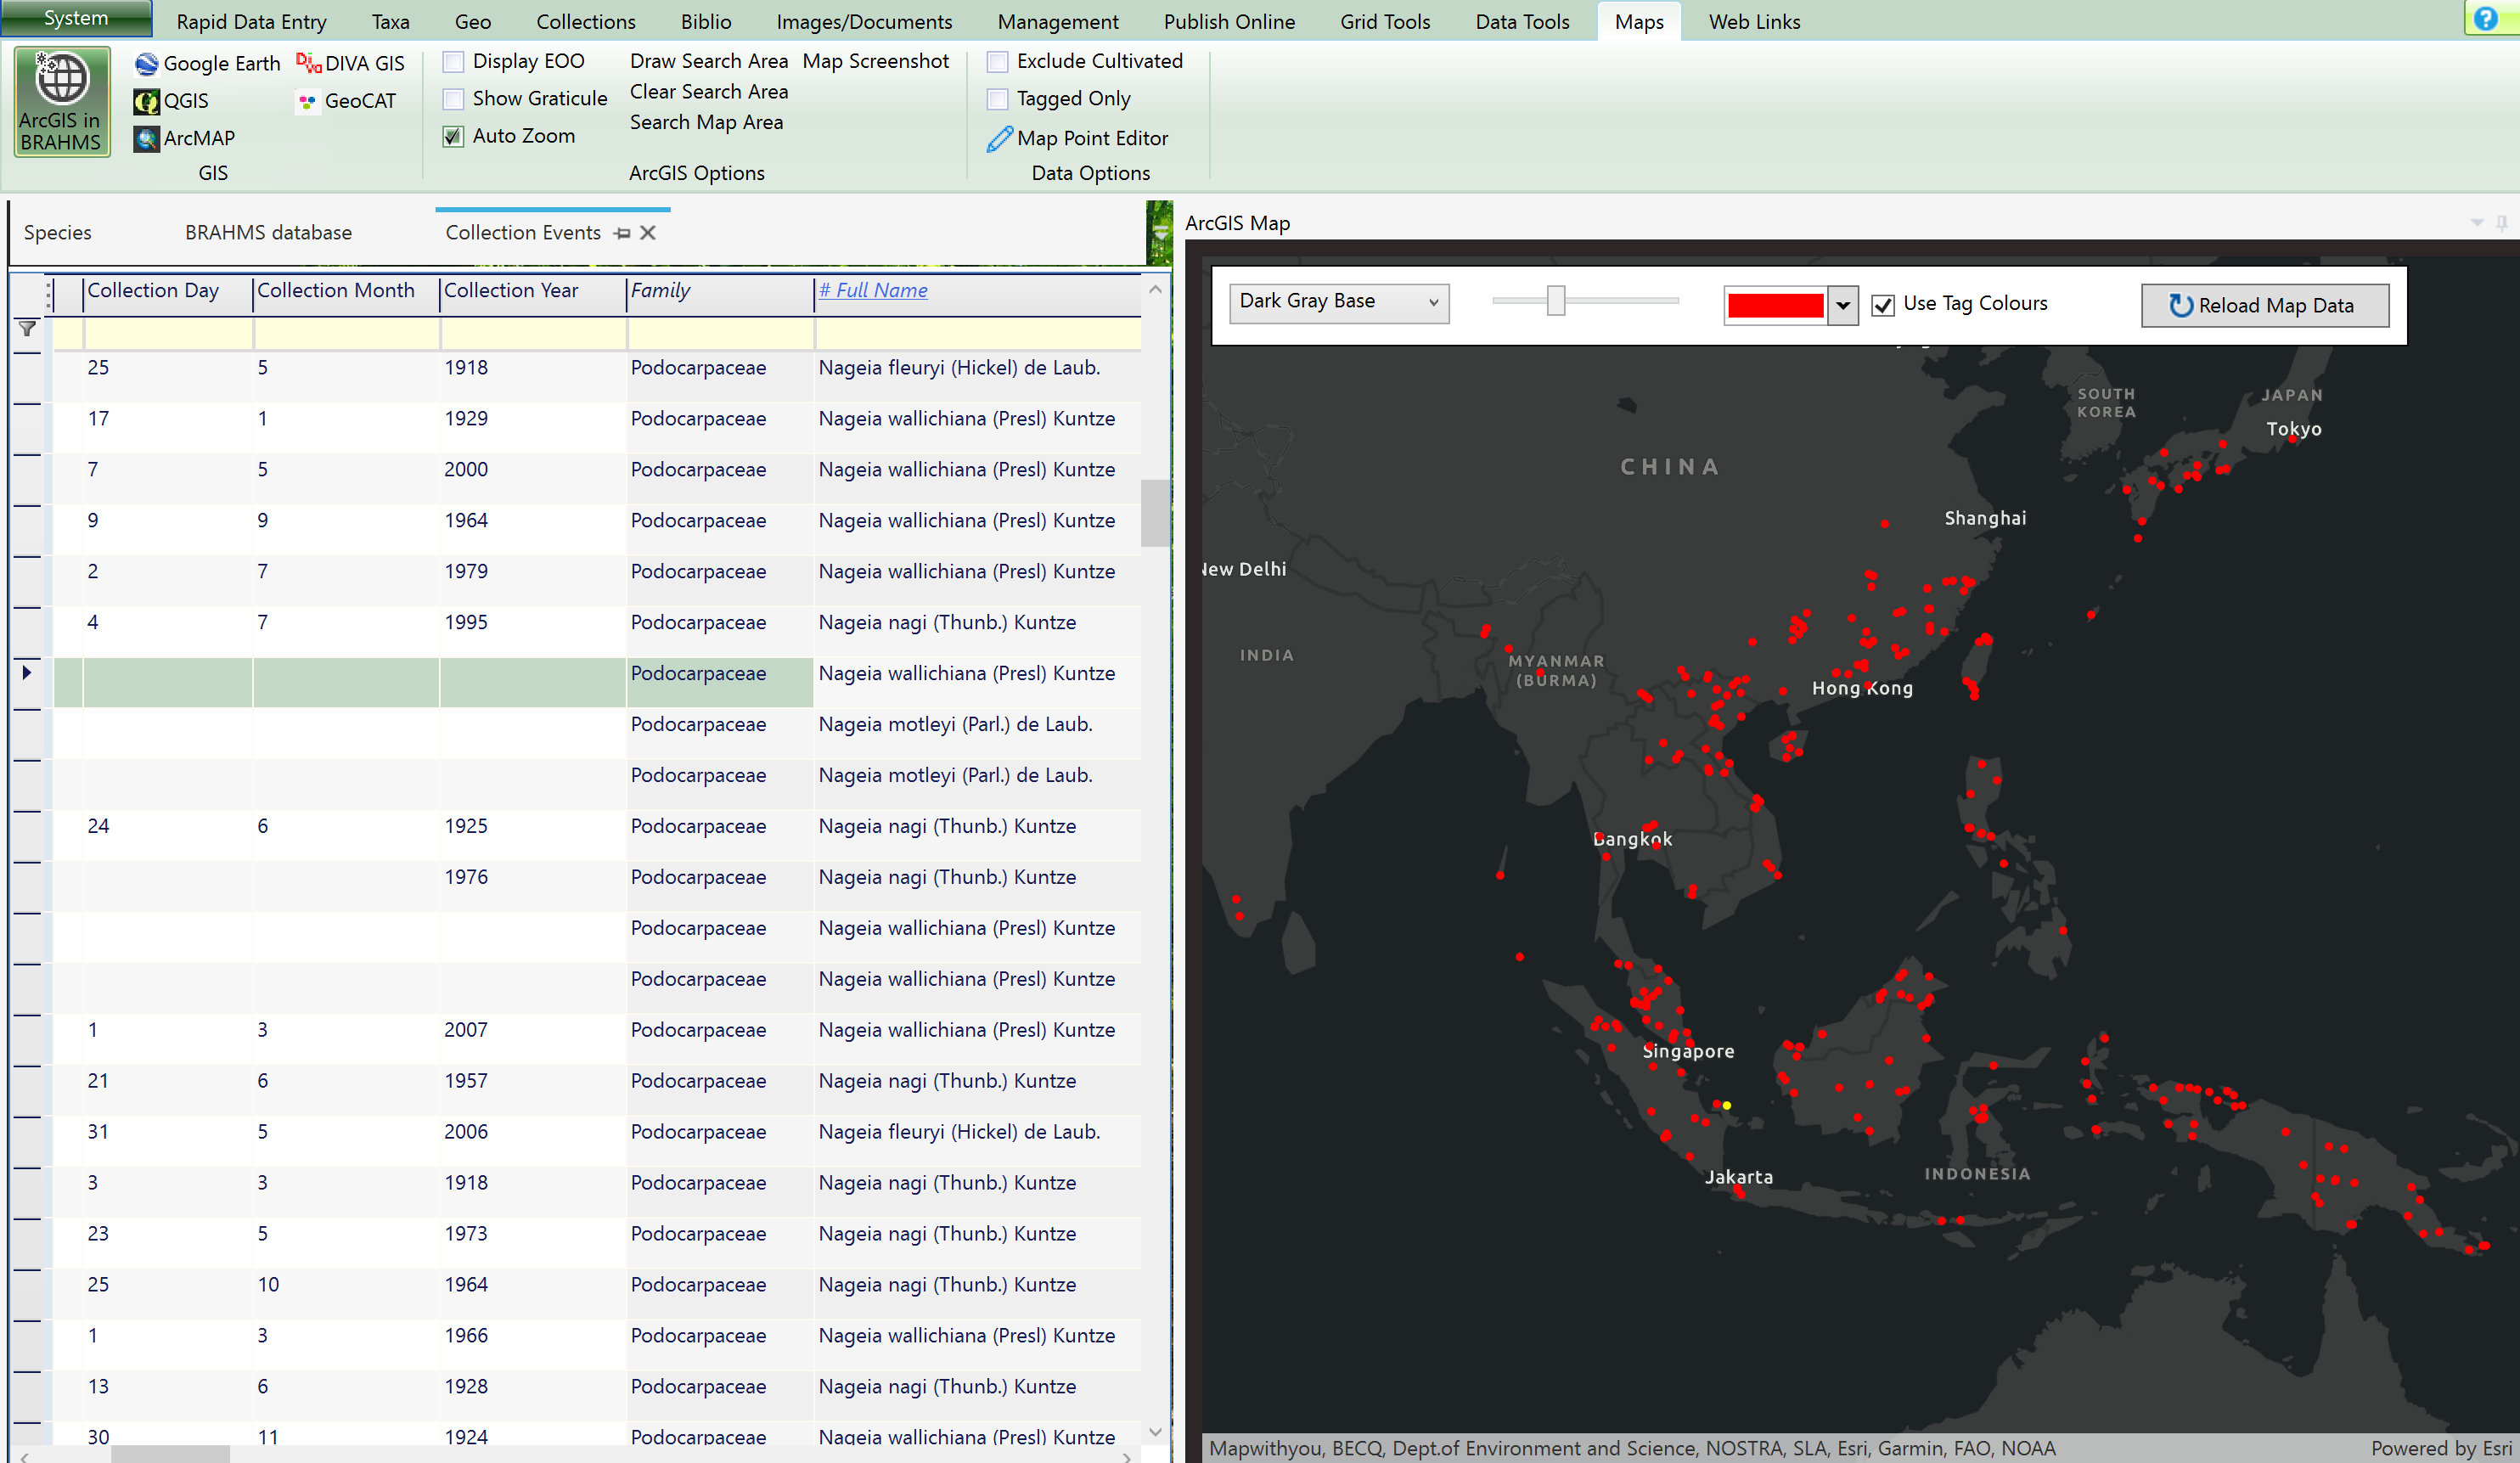 System Rapid Data Entry Taxa Geo Collections Biblio Images/Documents Management Publish Online Grid Tools Data Tools Maps Web Links
ArcGIS in
BRAHMS
Google Earth
DIVA GIS
QGIS
GeoCAT
ArcMAP
GIS
Display EOO
Show Graticule
Auto Zoom
Draw Search Area
Map Screenshot
Clear Search Area
Search Map Area
ArcGIS Options
Exclude Cultivated
Tagged Only
Map Point Editor
Data Options
Species BRAHMS database Collection Events
Collection Day Collection Month Collection Year Family # Full Name
25 5 1918 Podocarpaceae Nageia fleuryi (Hickel) de Laub.
17 1 1929 Podocarpaceae Nageia wallichiana (Presl) Kuntze
7 5 2000 Podocarpaceae Nageia wallichiana (Presl) Kuntze
9 9 1964 Podocarpaceae Nageia wallichiana (Presl) Kuntze
2 7 1979 Podocarpaceae Nageia wallichiana (Presl) Kuntze
4 7 1995 Podocarpaceae Nageia nagi (Thunb.) Kuntze
Podocarpaceae Nageia wallichiana (Presl) Kuntze
Podocarpaceae Nageia motleyi (Parl.) de Laub.
Podocarpaceae Nageia motleyi (Parl.) de Laub.
24 6 1925 Podocarpaceae Nageia nagi (Thunb.) Kuntze
1976 Podocarpaceae Nageia nagi (Thunb.) Kuntze
Podocarpaceae Nageia wallichiana (Presl) Kuntze
Podocarpaceae Nageia wallichiana (Presl) Kuntze
1 3 2007 Podocarpaceae Nageia wallichiana (Presl) Kuntze
21 6 1957 Podocarpaceae Nageia nagi (Thunb.) Kuntze
31 5 2006 Podocarpaceae Nageia fleuryi (Hickel) de Laub.
3 3 1918 Podocarpaceae Nageia nagi (Thunb.) Kuntze
23 5 1973 Podocarpaceae Nageia nagi (Thunb.) Kuntze
25 10 1964 Podocarpaceae Nageia nagi (Thunb.) Kuntze
1 3 1966 Podocarpaceae Nageia wallichiana (Presl) Kuntze
13 6 1928 Podocarpaceae Nageia nagi (Thunb.) Kuntze
30 11 1924 Podocarpaceae Nageia wallichiana (Presl) Kuntze
ArcGIS Map
Dark Gray Base
Use Tag Colours
Reload Map Data
SOUTH
KOREA
JAPAN
Tokyo
CHINA
Shanghai
New Delhi
INDIA
MYANMAR
(BURMA)
Hong Kong
Bangkok
Singapore
Jakarta
INDONESIA
Mapwithyou, BECQ, Dept.of Environment and Science, NOSTRA, SLA, Esri, Garmin, FAO, NOAA
Powered by Esri